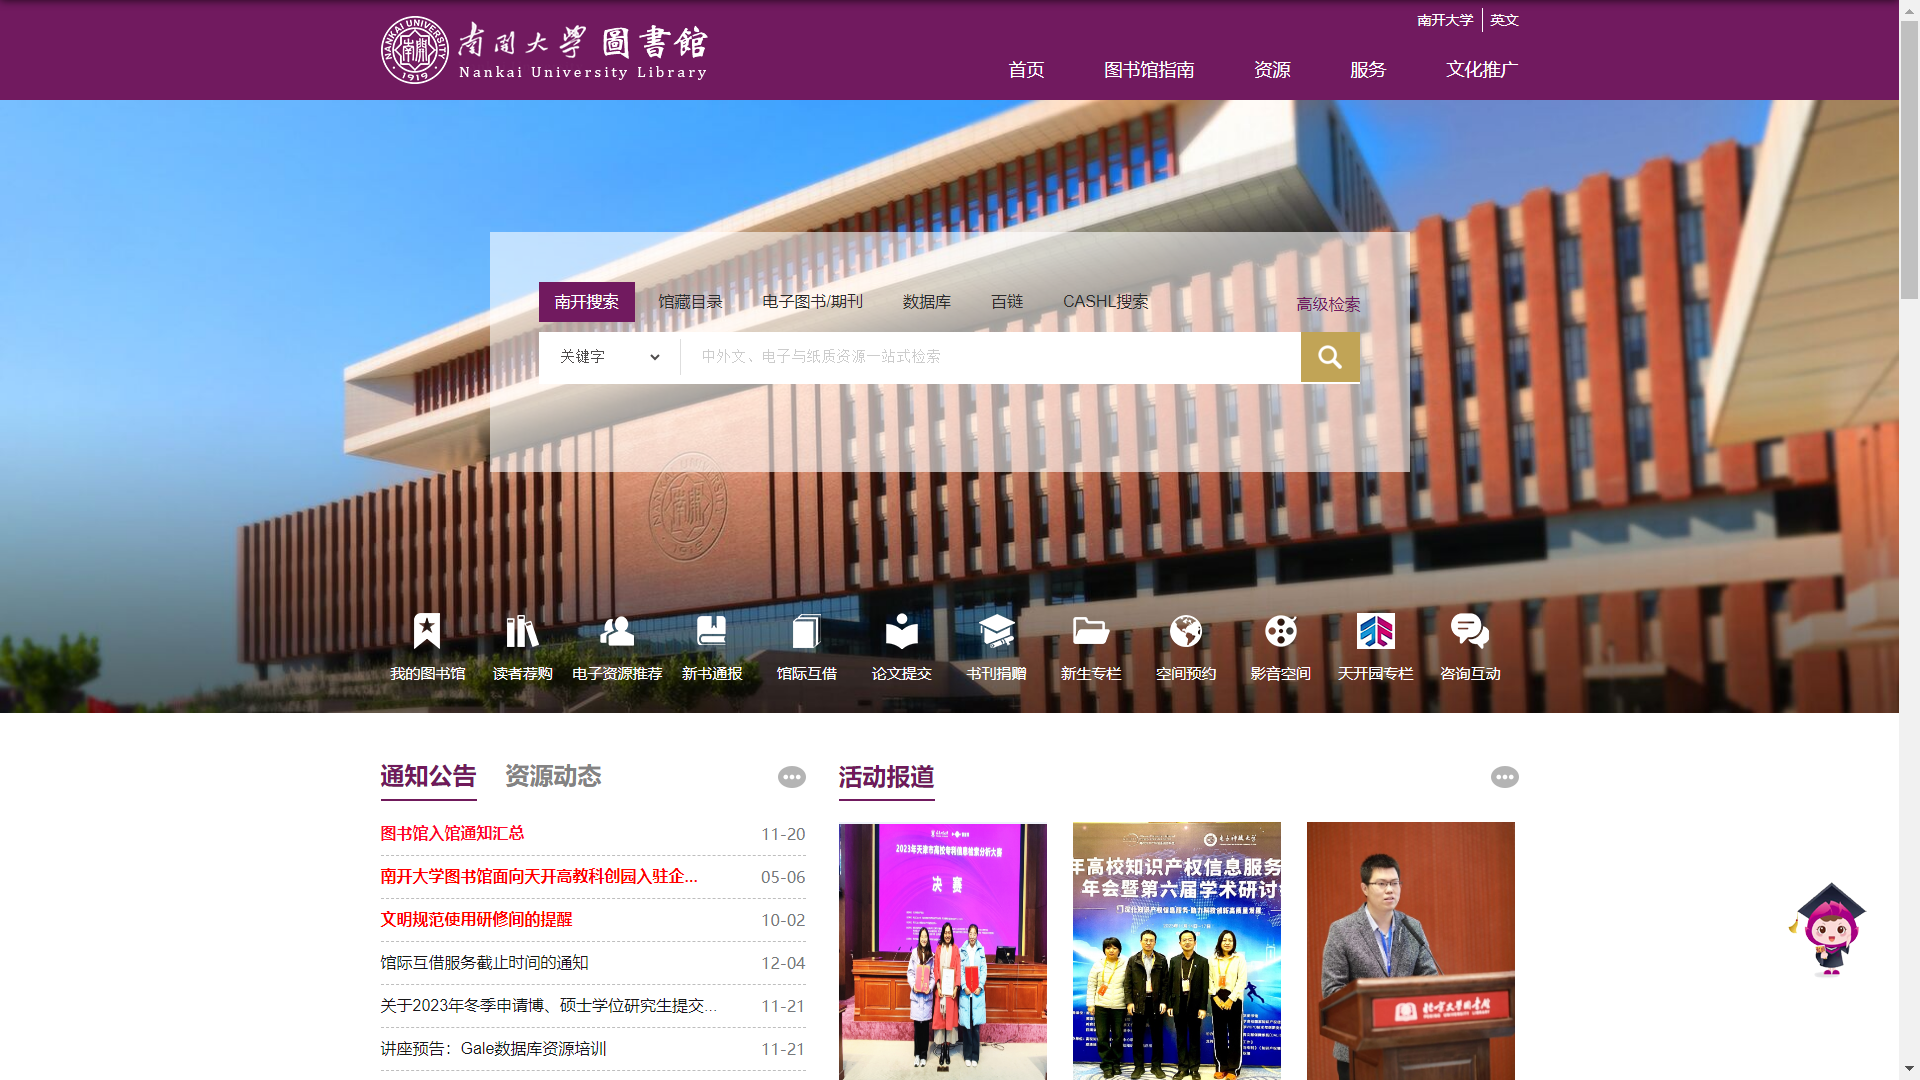 南開大學 圖書館
Nankai University Library
NANKAI UNIVERSITY
1919
南开大学
英文
首页
图书馆指南
资源
服务
文化推广
南开搜索
馆藏目录
电子图书/期刊
数据库
百链
CASHL搜索
高级检索
关键字
中外文、电子与纸质资源一站式检索
我的图书馆
读者荐购
电子资源推荐
新书通报
馆际互借
论文提交
书刊捐赠
新生专栏
空间预约
影音空间
天开园专栏
咨询互动
通知公告
资源动态
图书馆入馆通知汇总 11-20
南开大学图书馆面向天开高教科创园入驻企... 05-06
文明规范使用研修间的提醒 10-02
馆际互借服务截止时间的通知 12-04
关于2023年冬季申请博、硕士学位研究生提交... 11-21
讲座预告：Gale数据库资源培训 11-21
活动报道
2023年天津市高校专利信息检索分析大赛
决 赛
年高校知识产权信息服务
年会暨第六届学术研讨会